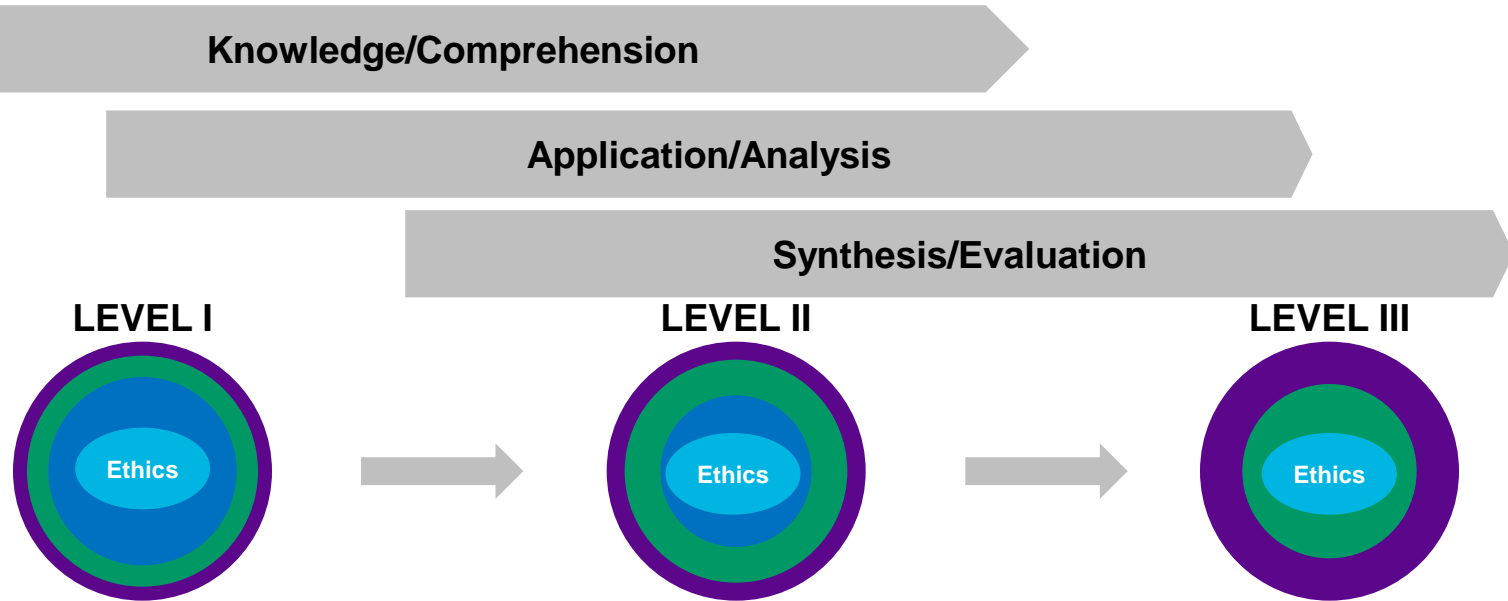 Knowledge/Comprehension
Application/Analysis
Synthesis/Evaluation
LEVEL I
LEVEL II
LEVEL III
Ethics
Ethics
Ethics